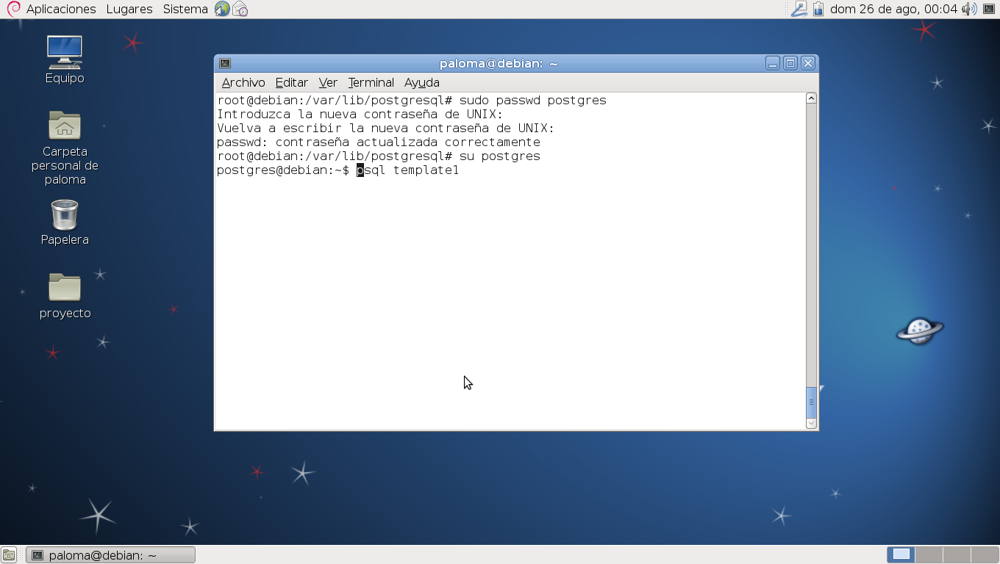 Aplicaciones Lugares Sistema dom 26 de ago, 00:04
Equipo
Carpeta
personal de
paloma
Papelera
proyecto
paloma@debian: ~
Archivo Editar Ver Terminal Ayuda
root@debian:/var/lib/postgresql# sudo passwd postgres
Introduzca la nueva contraseña de UNIX:
Vuelva a escribir la nueva contraseña de UNIX:
passwd: contraseña actualizada correctamente
root@debian:/var/lib/postgresql# su postgres
postgres@debian:~$ psql template1
paloma@debian: ~